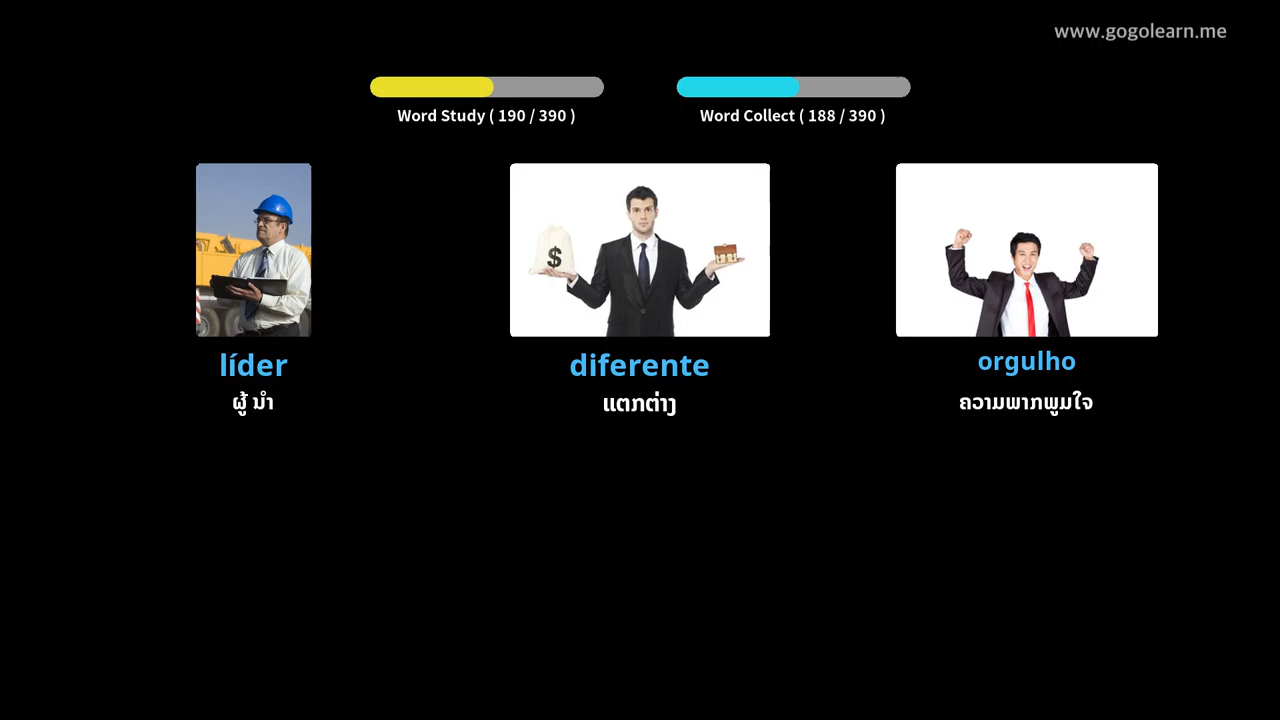 www.gogolearn.me
Word Study ( 190 / 390 )
Word Collect ( 188 / 390 )
$
líder
diferente
orgulho
ຜູ້ ນຳ
ແຕກຕ່າງ
ຄວາມພາກພູມໃຈ